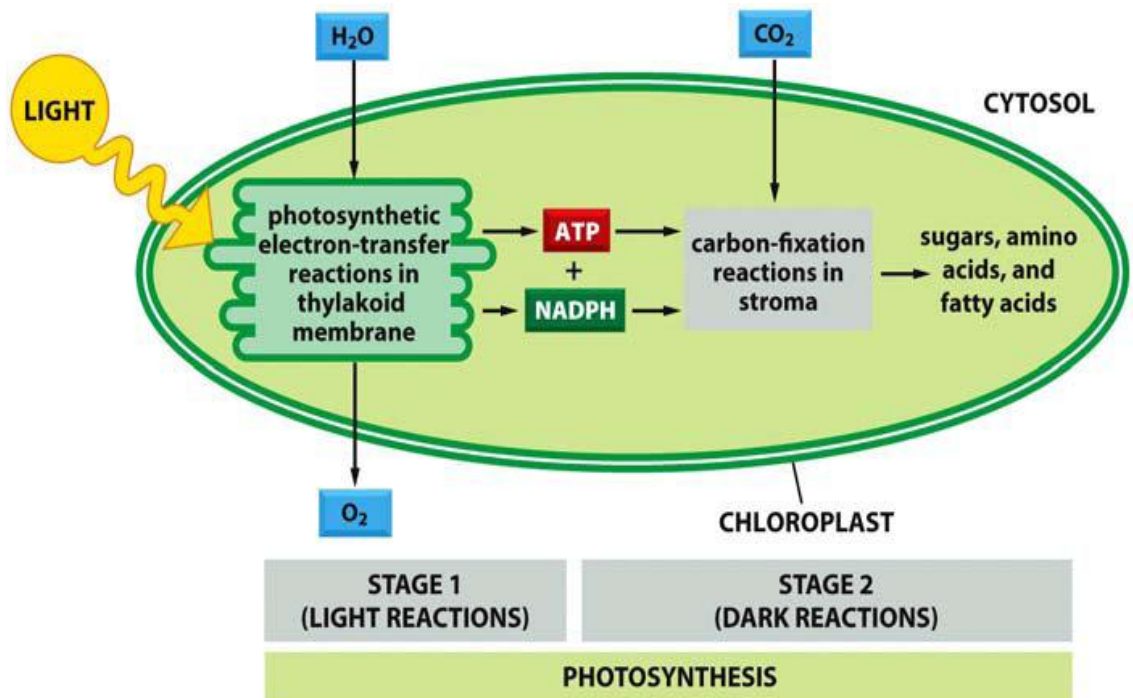 H₂O
CO₂
LIGHT
CYTOSOL
photosynthetic
electron-transfer
reactions in
thylakoid
membrane
ATP
+
NADPH
carbon-fixation
reactions in
stroma
sugars, amino
acids, and
fatty acids
O₂
CHLOROPLAST
STAGE 1
(LIGHT REACTIONS)
STAGE 2
(DARK REACTIONS)
PHOTOSYNTHESIS